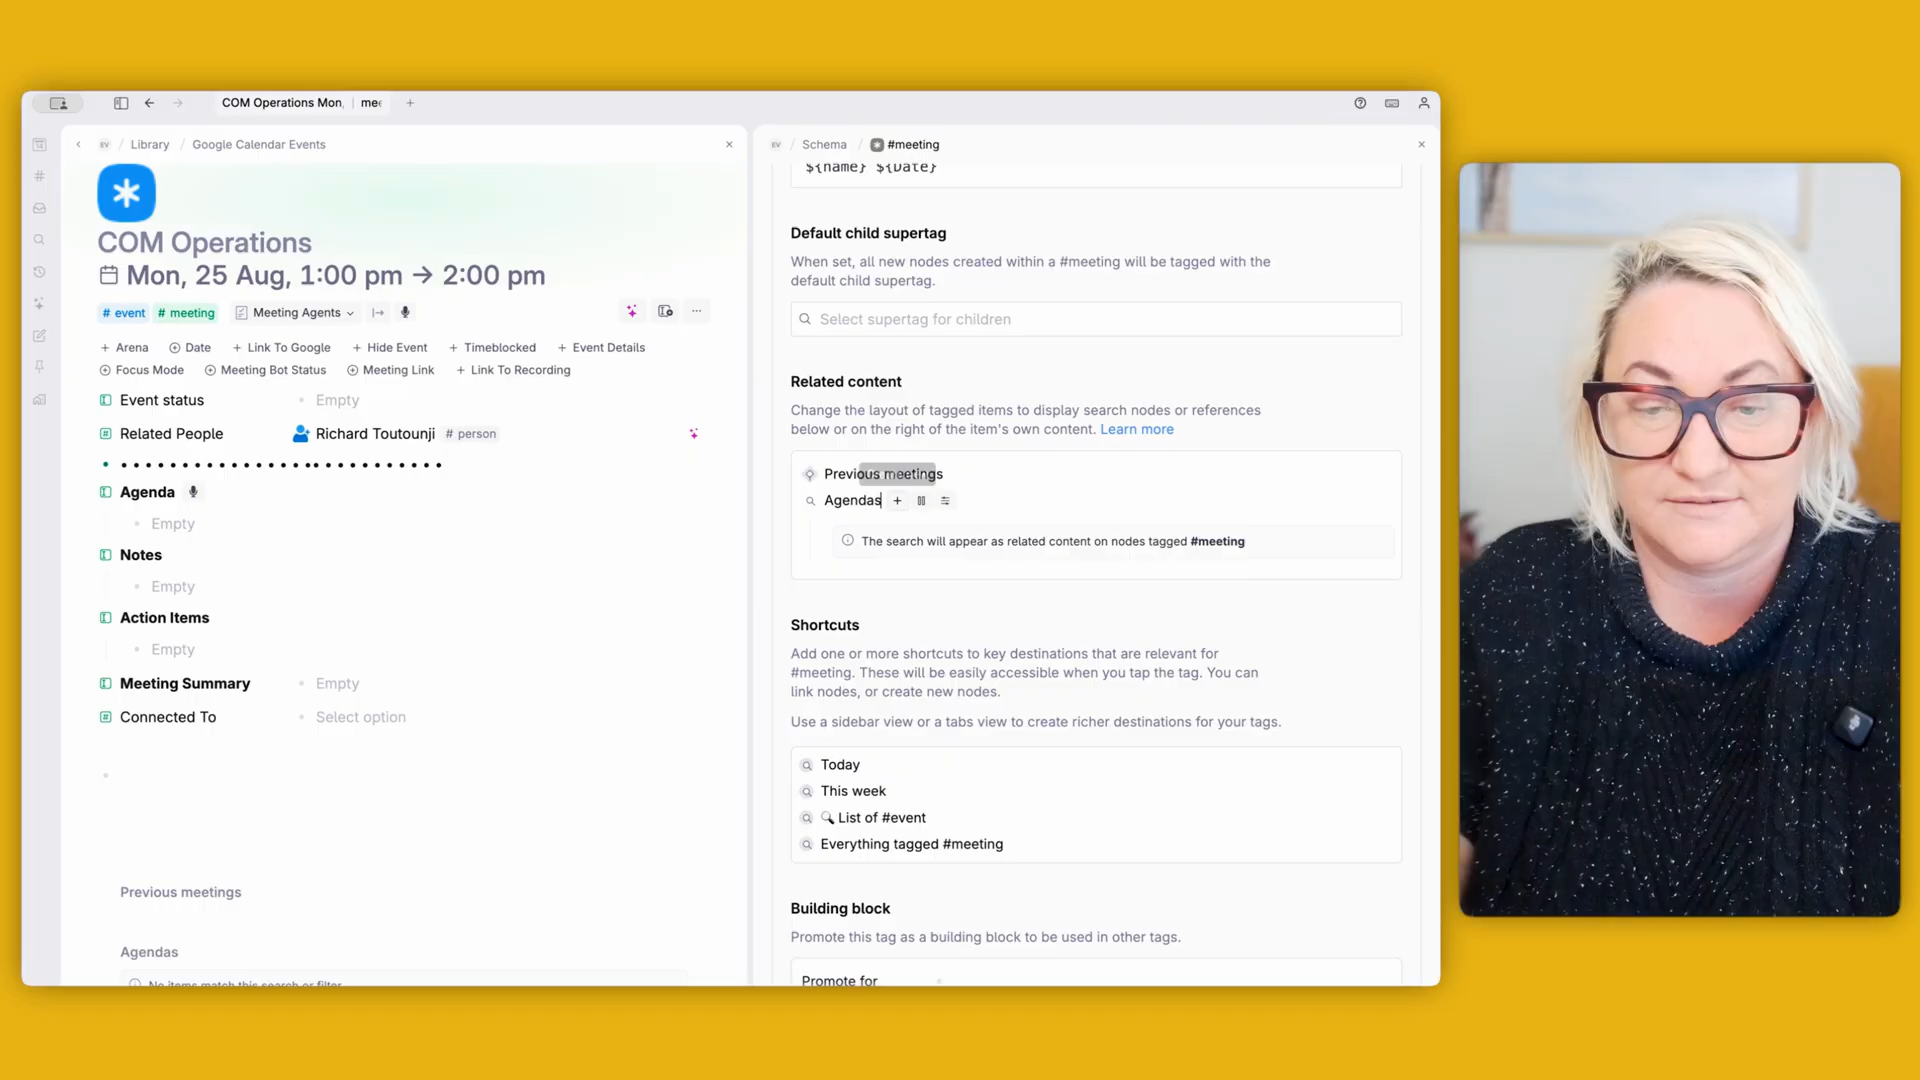 COM Operations Mon,
mee
Library / Google Calendar Events
COM Operations
Mon, 25 Aug, 1:00 pm → 2:00 pm
# event # meeting Meeting Agents
+ Arena Date + Link To Google + Hide Event + Timeblocked + Event Details
Focus Mode Meeting Bot Status Meeting Link + Link To Recording
Event status Empty
Related People Richard Toutounji # person
Agenda
Empty
Notes
Empty
Action Items
Empty
Meeting Summary Empty
Connected To Select option
Previous meetings
Agendas
No items match this search or filter
EV / Schema / #meeting
${name} ${Date}
Default child supertag
When set, all new nodes created within a #meeting will be tagged with the
default child supertag.
Select supertag for children
Related content
Change the layout of tagged items to display search nodes or references
below or on the right of the item's own content. Learn more
Previous meetings
Agendas
The search will appear as related content on nodes tagged #meeting
Shortcuts
Add one or more shortcuts to key destinations that are relevant for
#meeting. These will be easily accessible when you tap the tag. You can
link nodes, or create new nodes.
Use a sidebar view or a tabs view to create richer destinations for your tags.
Today
This week
🔍 List of #event
Everything tagged #meeting
Building block
Promote this tag as a building block to be used in other tags.
Promote for